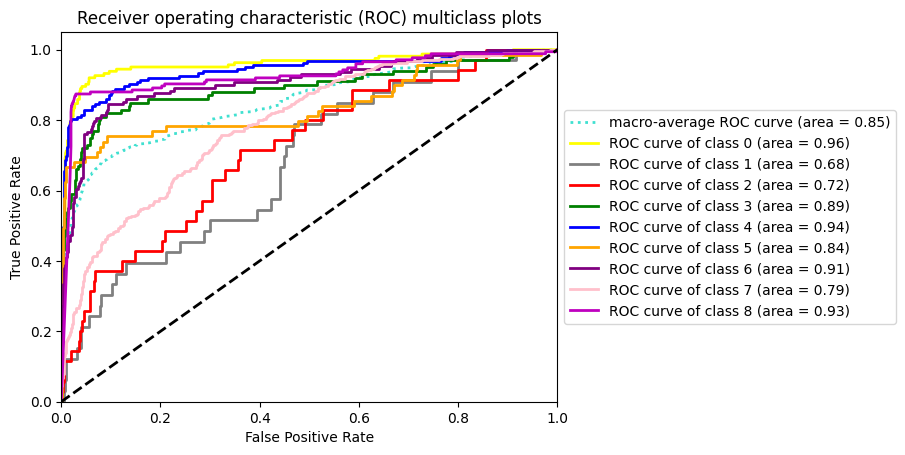 Receiver operating characteristic (ROC) multiclass plots
True Positive Rate
1.0
0.8
0.6
0.4
0.2
0.0
0.0 0.2 0.4 0.6 0.8 1.0
False Positive Rate
macro-average ROC curve (area = 0.85)
ROC curve of class 0 (area = 0.96)
ROC curve of class 1 (area = 0.68)
ROC curve of class 2 (area = 0.72)
ROC curve of class 3 (area = 0.89)
ROC curve of class 4 (area = 0.94)
ROC curve of class 5 (area = 0.84)
ROC curve of class 6 (area = 0.91)
ROC curve of class 7 (area = 0.79)
ROC curve of class 8 (area = 0.93)